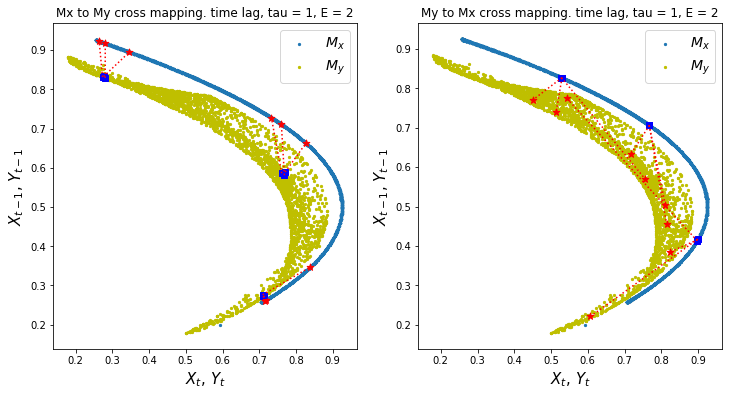 Mx to My cross mapping. time lag, tau = 1, E = 2
My to Mx cross mapping. time lag, tau = 1, E = 2
M_x
M_y
M_x
M_y
0.9
0.8
0.7
0.6
0.5
0.4
0.3
0.2
X_{t-1}, Y_{t-1}
0.2 0.3 0.4 0.5 0.6 0.7 0.8 0.9
X_t, Y_t
0.9
0.8
0.7
0.6
0.5
0.4
0.3
0.2
X_{t-1}, Y_{t-1}
0.2 0.3 0.4 0.5 0.6 0.7 0.8 0.9
X_t, Y_t